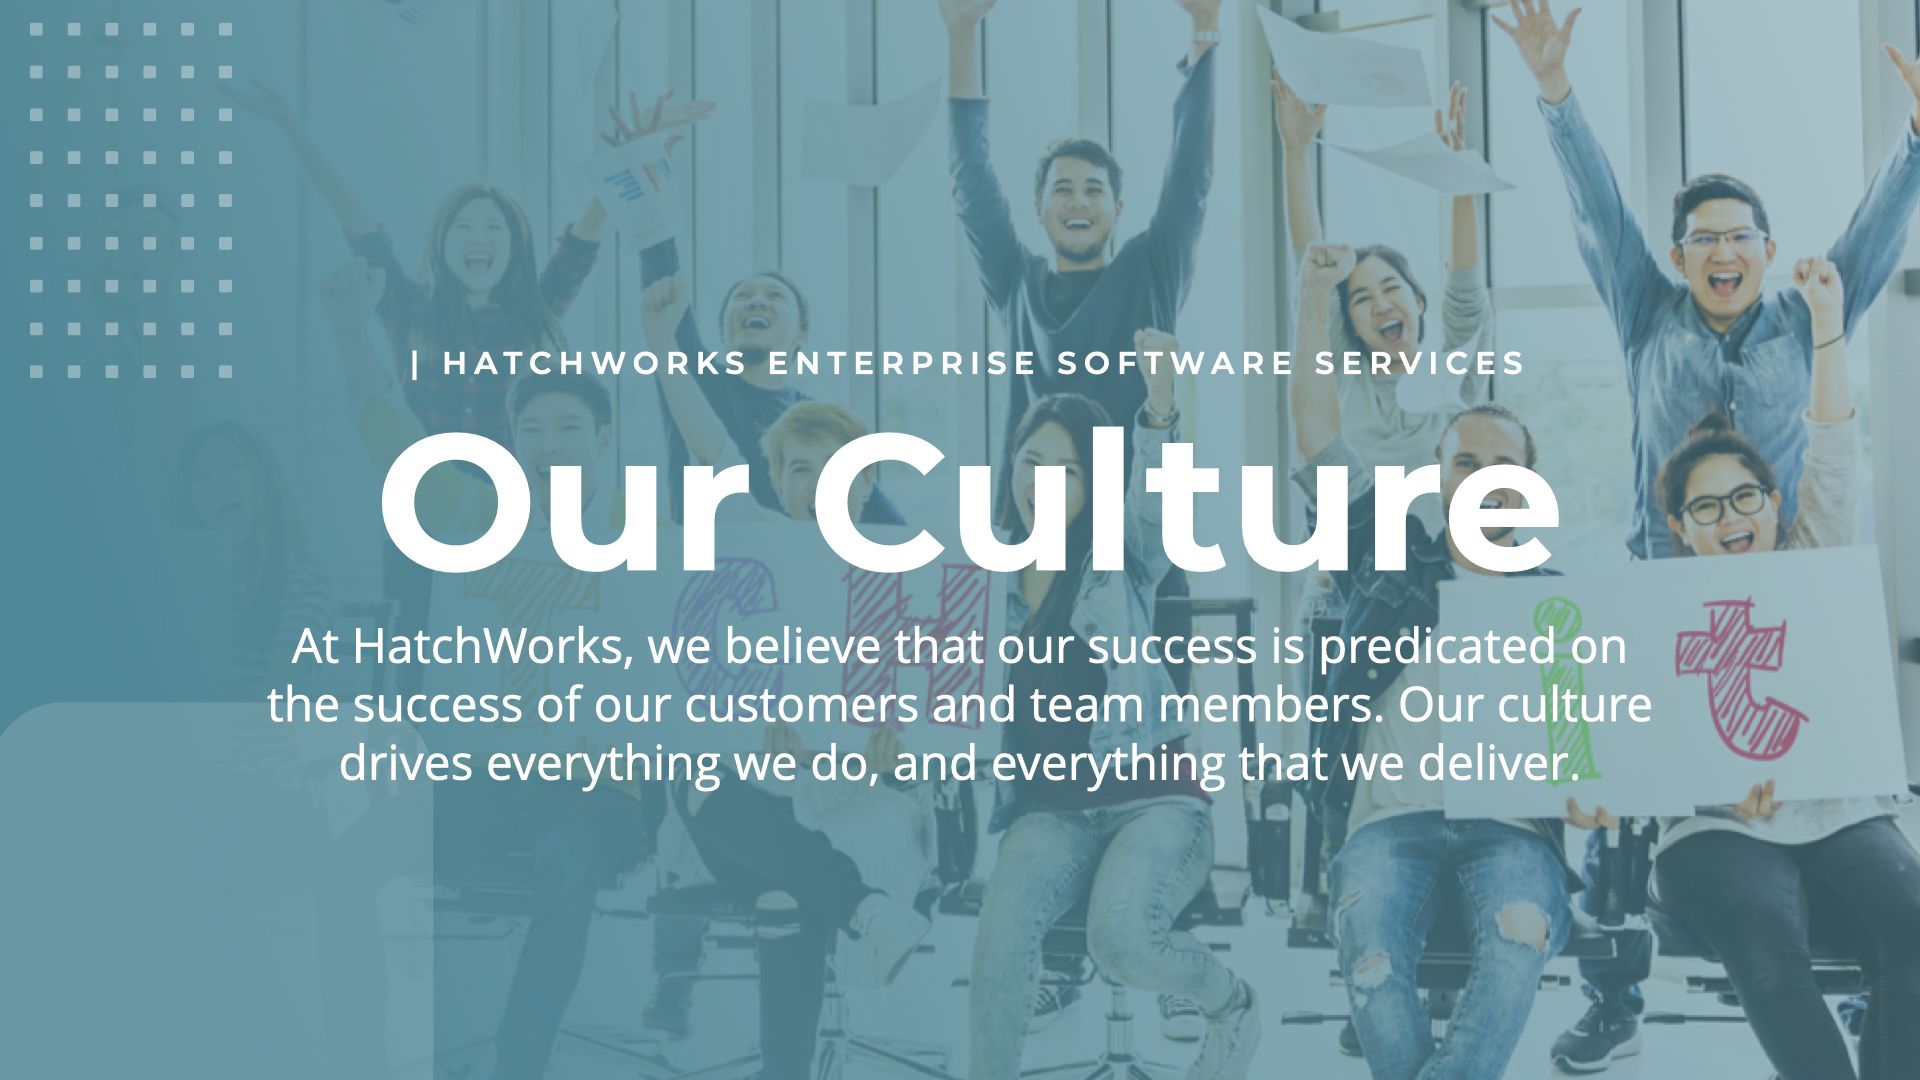 | HATCHWORKS ENTERPRISE SOFTWARE SERVICES
Our Culture
T C H i t
At HatchWorks, we believe that our success is predicated on
the success of our customers and team members. Our culture
drives everything we do, and everything that we deliver.